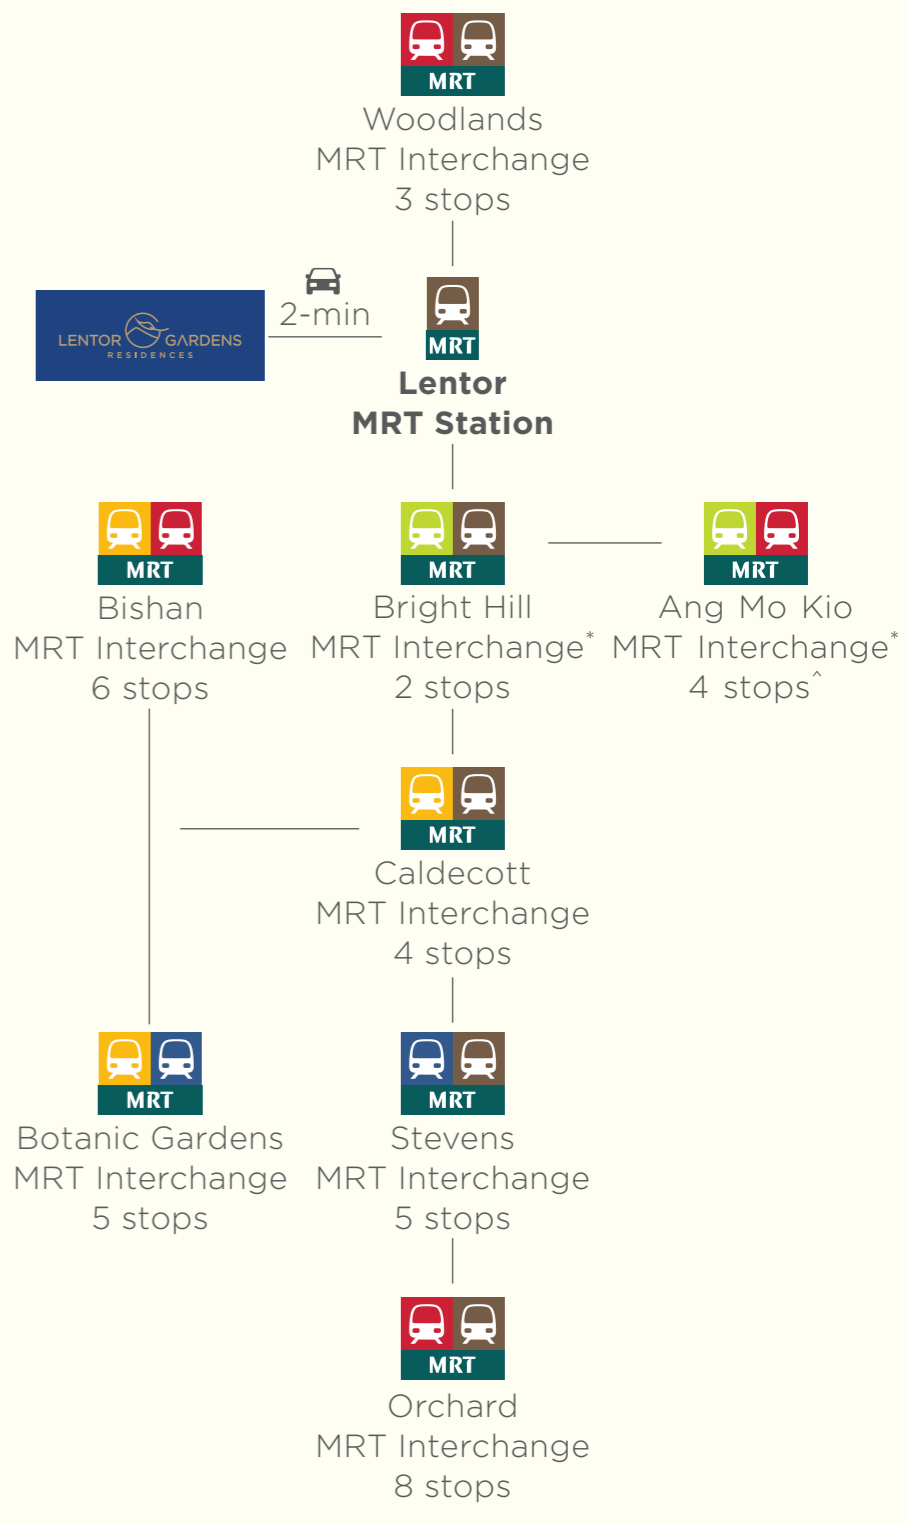 MRT
Woodlands
MRT Interchange
3 stops
LENTOR GARDENS
RESIDENCES
2-min
MRT
Lentor
MRT Station
MRT
Bishan
MRT Interchange
6 stops
MRT
Bright Hill
MRT Interchange*
2 stops
MRT
Ang Mo Kio
MRT Interchange*
4 stops^
MRT
Caldecott
MRT Interchange
4 stops
MRT
Botanic Gardens
MRT Interchange
5 stops
MRT
Stevens
MRT Interchange
5 stops
MRT
Orchard
MRT Interchange
8 stops